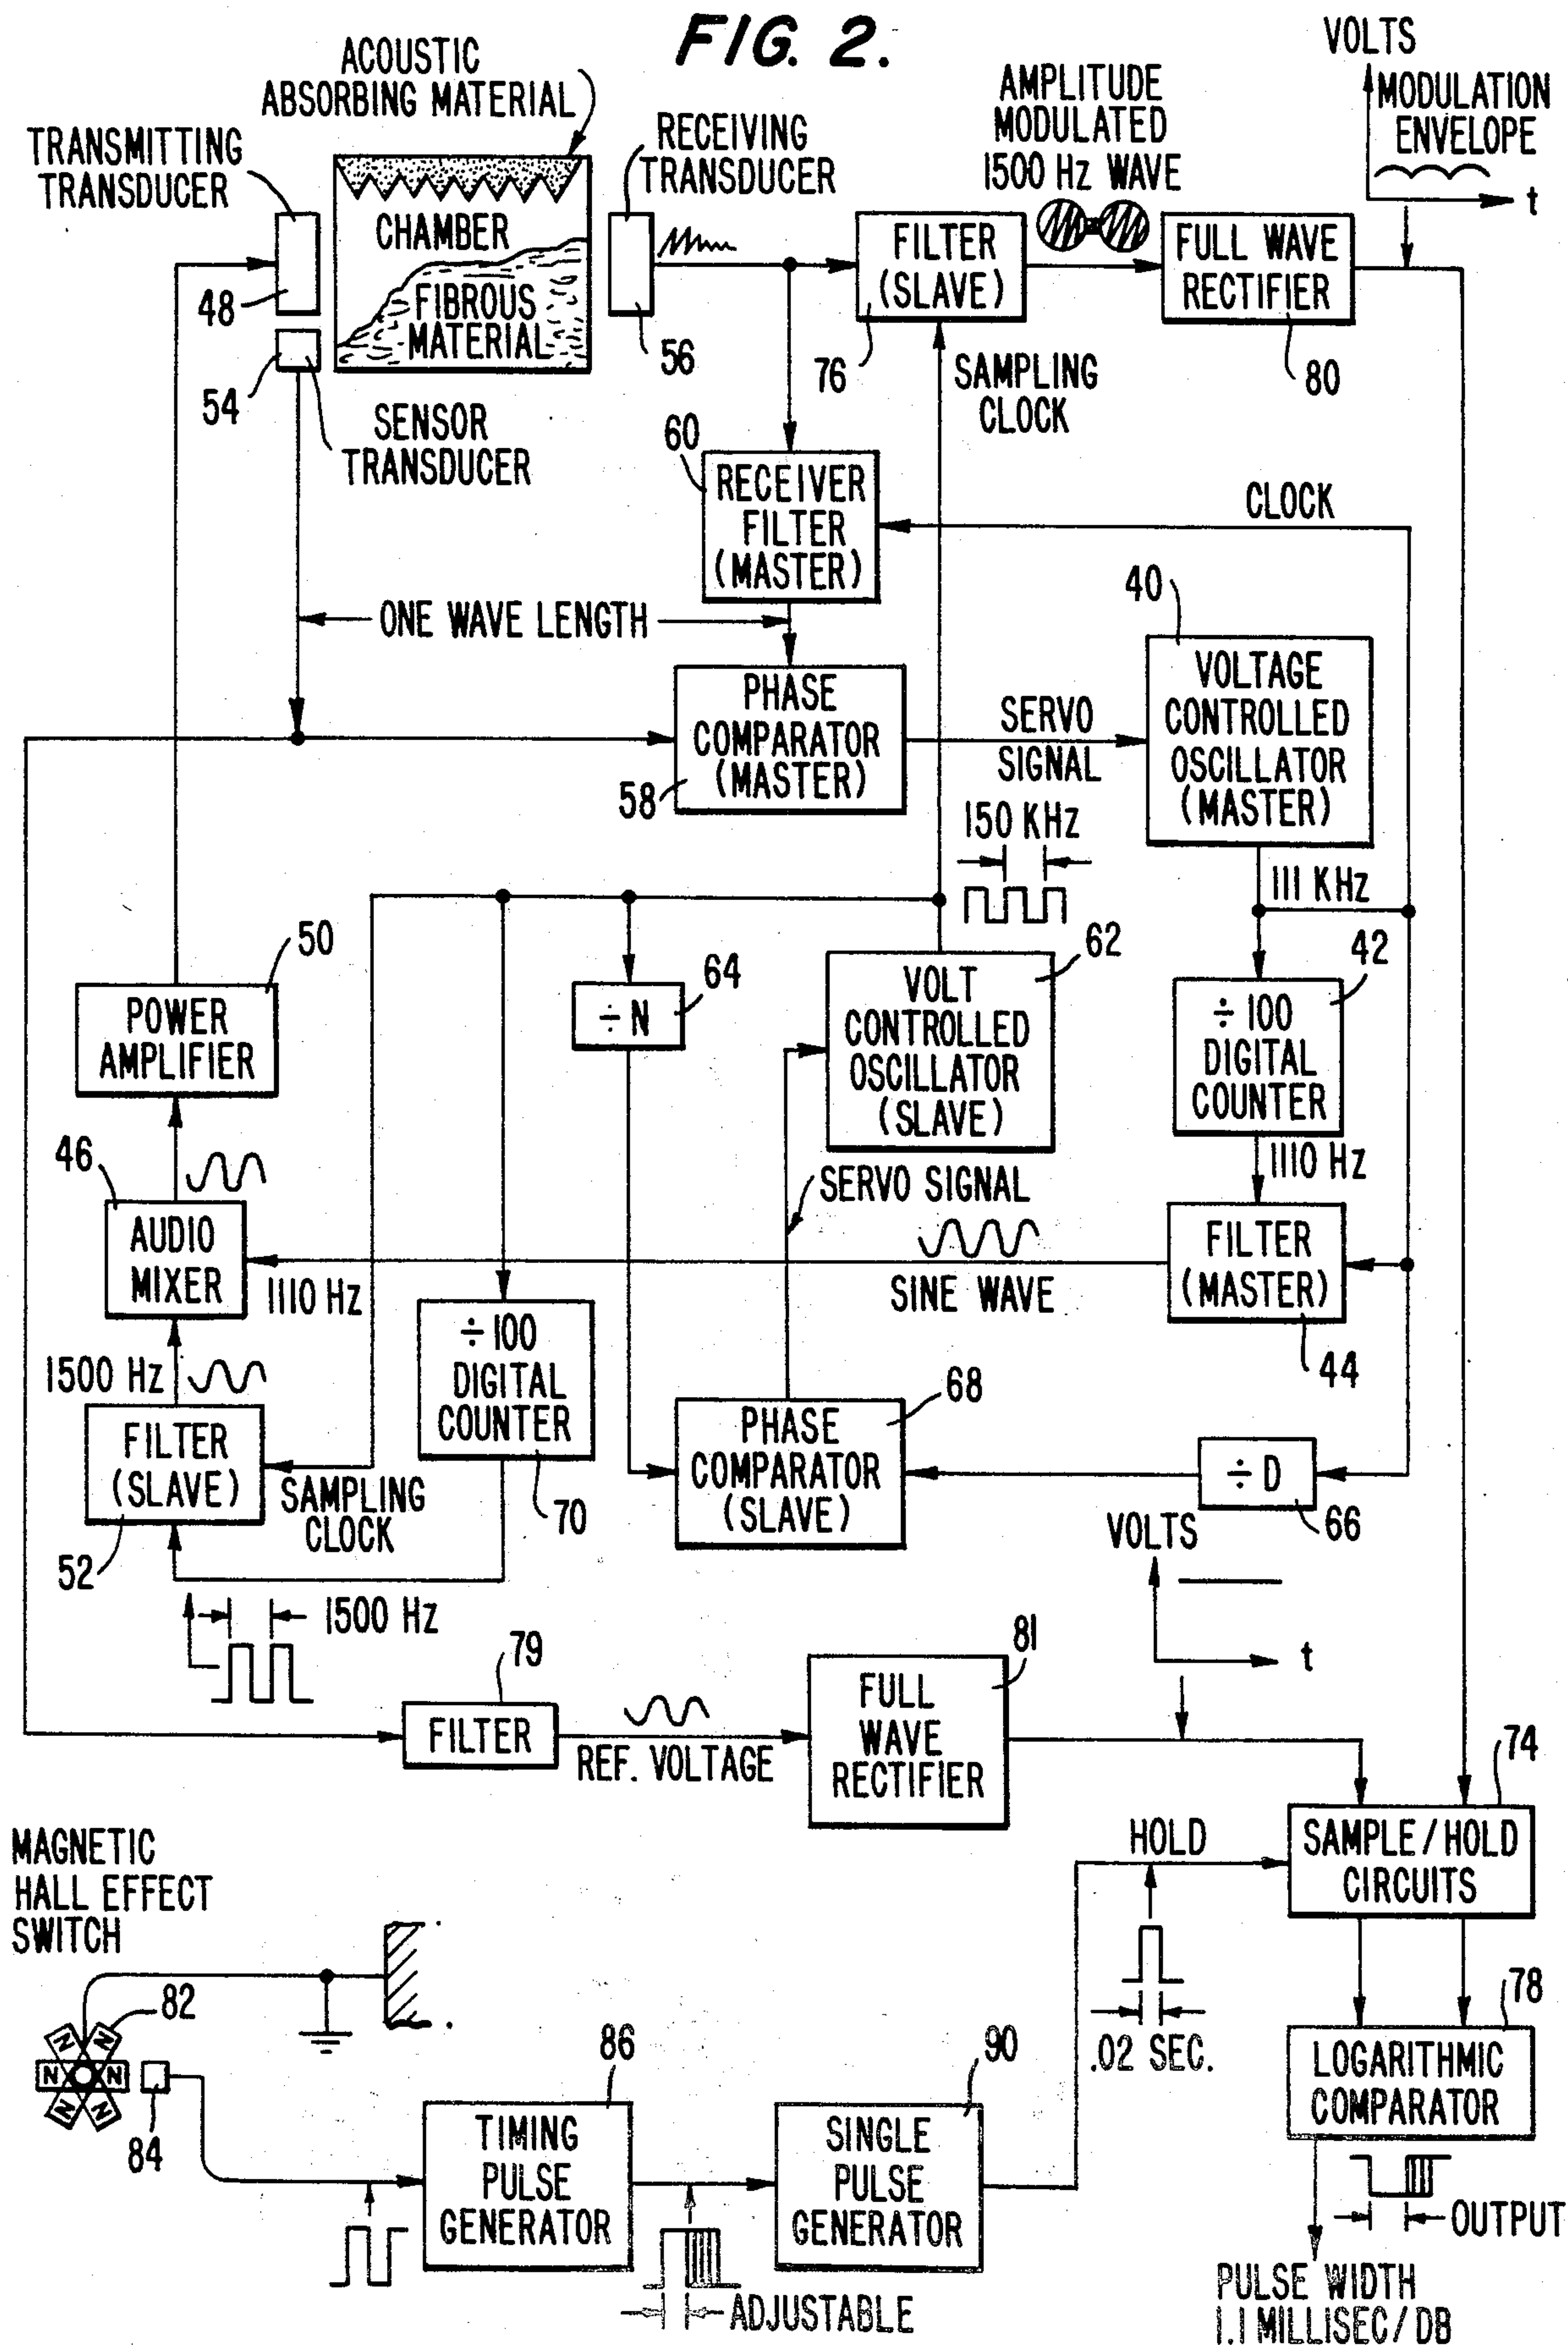 FIG. 2.
ACOUSTIC
ABSORBING MATERIAL
TRANSMITTING
TRANSDUCER
48
54
SENSOR
TRANSDUCER
CHAMBER
FIBROUS
MATERIAL
RECEIVING
TRANSDUCER
56
FILTER
(SLAVE)
76
AMPLITUDE
MODULATED
1500 Hz WAVE
FULL WAVE
RECTIFIER
80
VOLTS
MODULATION
ENVELOPE
t
SAMPLING
CLOCK
60
RECEIVER
FILTER
(MASTER)
CLOCK
ONE WAVE LENGTH
PHASE
COMPARATOR
(MASTER)
58
SERVO
SIGNAL
40
VOLTAGE
CONTROLLED
OSCILLATOR
(MASTER)
150 KHz
111 KHz
50
POWER
AMPLIFIER
64
÷ N
62
VOLT
CONTROLLED
OSCILLATOR
(SLAVE)
42
÷ 100
DIGITAL
COUNTER
1110 Hz
46
AUDIO
MIXER
1110 Hz
SERVO SIGNAL
SINE WAVE
FILTER
(MASTER)
44
1500 Hz
FILTER
(SLAVE)
52
SAMPLING
CLOCK
÷ 100
DIGITAL
COUNTER
70
68
PHASE
COMPARATOR
(SLAVE)
÷ D
66
1500 Hz
VOLTS
t
79
FILTER
REF. VOLTAGE
81
FULL
WAVE
RECTIFIER
74
SAMPLE/HOLD
CIRCUITS
HOLD
.02 SEC.
MAGNETIC
HALL EFFECT
SWITCH
82
N
N
N
N
N
N
84
86
TIMING
PULSE
GENERATOR
ADJUSTABLE
90
SINGLE
PULSE
GENERATOR
78
LOGARITHMIC
COMPARATOR
OUTPUT
PULSE WIDTH
1.1 MILLISEC/DB